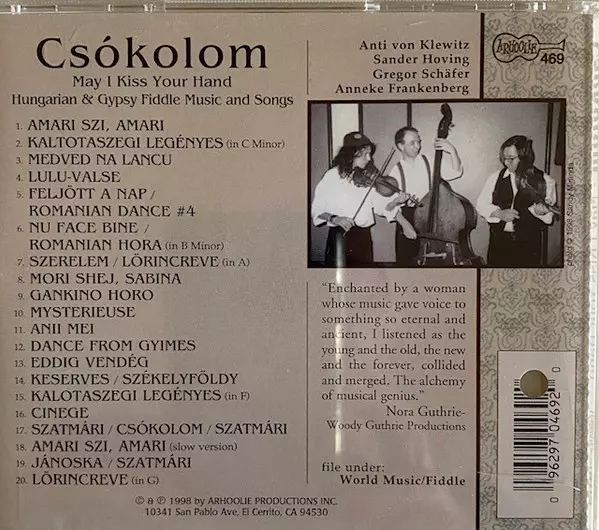 Csókolom
May I Kiss Your Hand
Hungarian & Gypsy Fiddle Music and Songs
1. AMARI SZI, AMARI
2. KALTOTASZEGI LEGÉNYES (in C Minor)
3. MEDVED NA LANCU
4. LULU-VALSE
5. FELJÖTT A NAP /
ROMANIAN DANCE #4
6. NU FACE BINE /
ROMANIAN HORA (in B Minor)
7. SZERELEM / LÖRINCREVE (in A)
8. MORI SHEJ, SABINA
9. GANKINO HORO
10. MYSTERIEUSE
11. ANII MEI
12. DANCE FROM GYIMES
13. EDDIG VENDÉG
14. KESERVES / SZÉKELYFÖLDY
15. KALOTASZEGI LEGÉNYES (in F)
16. CINEGE
17. SZATMÁRI / CSÓKOLOM / SZATMÁRI
18. AMARI SZI, AMARI (slow version)
19. JÁNOSKA / SZATMÁRI
20. LÖRINCREVE (in G)
© & ℗ 1998 by ARHOOLIE PRODUCTIONS INC.
10341 San Pablo Ave. El Cerrito, CA 94530
Anti von Klewitz
Sander Hoving
Gregor Schäfer
Anneke Frankenberg
ARHOOLIE
469
photo © 1998 Sandy Miranda
"Enchanted by a woman
whose music gave voice to
something so eternal and
ancient, I listened as the
young and the old, the new
and the forever, collided
and merged. The alchemy
of musical genius."
Nora Guthrie-
Woody Guthrie Productions
file under:
World Music/Fiddle
0 96297 04692 0